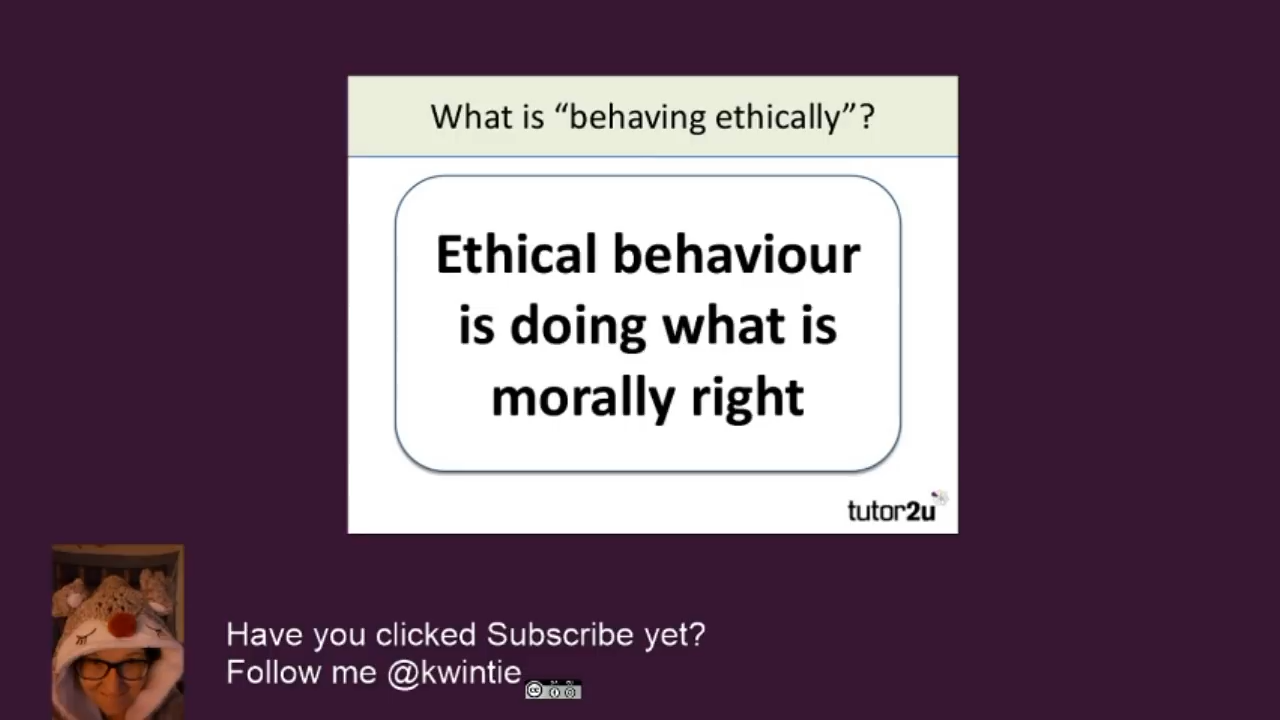 What is “behaving ethically”?
Ethical behaviour
is doing what is
morally right
tutor2u
Have you clicked Subscribe yet?
Follow me @kwintie